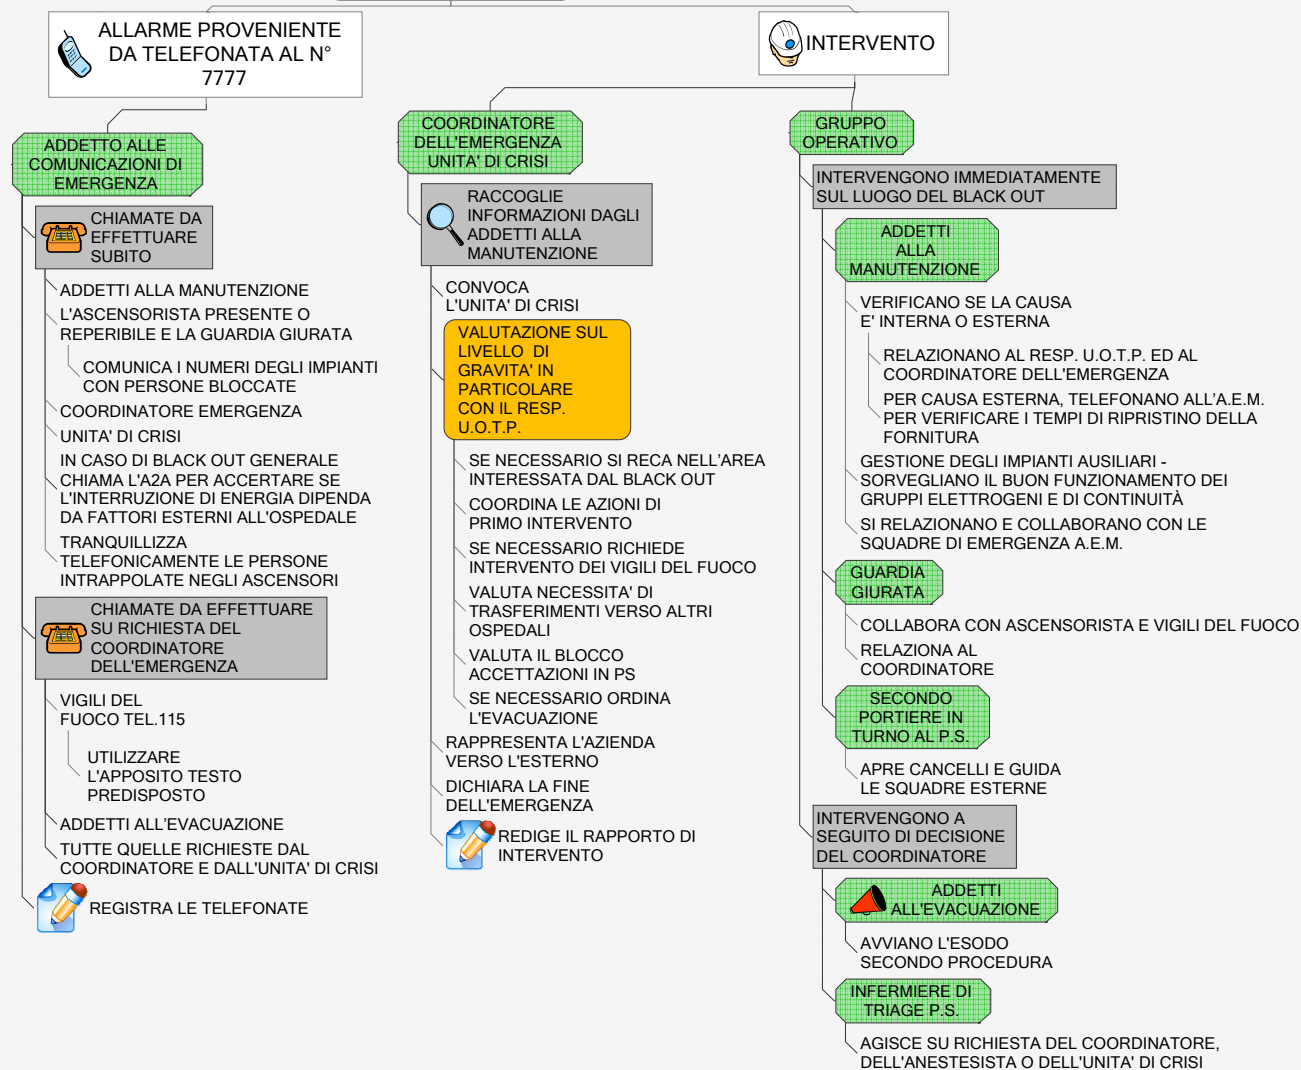 ALLARME PROVENIENTE
DA TELEFONATA AL N°
7777
ADDETTO ALLE
COMUNICAZIONI DI
EMERGENZA
CHIAMATE DA
EFFETTUARE
SUBITO
ADDETTI ALLA MANUTENZIONE
L'ASCENSORISTA PRESENTE O
REPERIBILE E LA GUARDIA GIURATA
COMUNICA I NUMERI DEGLI IMPIANTI
CON PERSONE BLOCCATE
COORDINATORE EMERGENZA
UNITA' DI CRISI
IN CASO DI BLACK OUT GENERALE
CHIAMA L'A2A PER ACCERTARE SE
L'INTERRUZIONE DI ENERGIA DIPENDA
DA FATTORI ESTERNI ALL'OSPEDALE
TRANQUILLIZZA
TELEFONICAMENTE LE PERSONE
INTRAPPOLATE NEGLI ASCENSORI
CHIAMATE DA EFFETTUARE
SU RICHIESTA DEL
COORDINATORE
DELL'EMERGENZA
VIGILI DEL
FUOCO TEL.115
UTILIZZARE
L'APPOSITO TESTO
PREDISPOSTO
ADDETTI ALL'EVACUAZIONE
TUTTE QUELLE RICHIESTE DAL
COORDINATORE E DALL'UNITA' DI CRISI
REGISTRA LE TELEFONATE
INTERVENTO
COORDINATORE
DELL'EMERGENZA
UNITA' DI CRISI
RACCOGLIE
INFORMAZIONI DAGLI
ADDETTI ALLA
MANUTENZIONE
CONVOCA
L'UNITA' DI CRISI
VALUTAZIONE SUL
LIVELLO DI
GRAVITA' IN
PARTICOLARE
CON IL RESP.
U.O.T.P.
SE NECESSARIO SI RECA NELL'AREA
INTERESSATA DAL BLACK OUT
COORDINA LE AZIONI DI
PRIMO INTERVENTO
SE NECESSARIO RICHIEDE
INTERVENTO DEI VIGILI DEL FUOCO
VALUTA NECESSITA' DI
TRASFERIMENTI VERSO ALTRI
OSPEDALI
VALUTA IL BLOCCO
ACCETTAZIONI IN PS
SE NECESSARIO ORDINA
L'EVACUAZIONE
RAPPRESENTA L'AZIENDA
VERSO L'ESTERNO
DICHIARA LA FINE
DELL'EMERGENZA
REDIGE IL RAPPORTO DI
INTERVENTO
GRUPPO
OPERATIVO
INTERVENGONO IMMEDIATAMENTE
SUL LUOGO DEL BLACK OUT
ADDETTI
ALLA
MANUTENZIONE
VERIFICANO SE LA CAUSA
E' INTERNA O ESTERNA
RELAZIONANO AL RESP. U.O.T.P. ED AL
COORDINATORE DELL'EMERGENZA
PER CAUSA ESTERNA, TELEFONANO ALL'A.E.M.
PER VERIFICARE I TEMPI DI RIPRISTINO DELLA
FORNITURA
GESTIONE DEGLI IMPIANTI AUSILIARI -
SORVEGLIANO IL BUON FUNZIONAMENTO DEI
GRUPPI ELETTROGENI E DI CONTINUITÀ
SI RELAZIONANO E COLLABORANO CON LE
SQUADRE DI EMERGENZA A.E.M.
GUARDIA
GIURATA
COLLABORA CON ASCENSORISTA E VIGILI DEL FUOCO
RELAZIONA AL
COORDINATORE
SECONDO
PORTIERE IN
TURNO AL P.S.
APRE CANCELLI E GUIDA
LE SQUADRE ESTERNE
INTERVENGONO A
SEGUITO DI DECISIONE
DEL COORDINATORE
ADDETTI
ALL'EVACUAZIONE
AVVIANO L'ESODO
SECONDO PROCEDURA
INFERMIERE DI
TRIAGE P.S.
AGISCE SU RICHIESTA DEL COORDINATORE,
DELL'ANESTESISTA O DELL'UNITA' DI CRISI